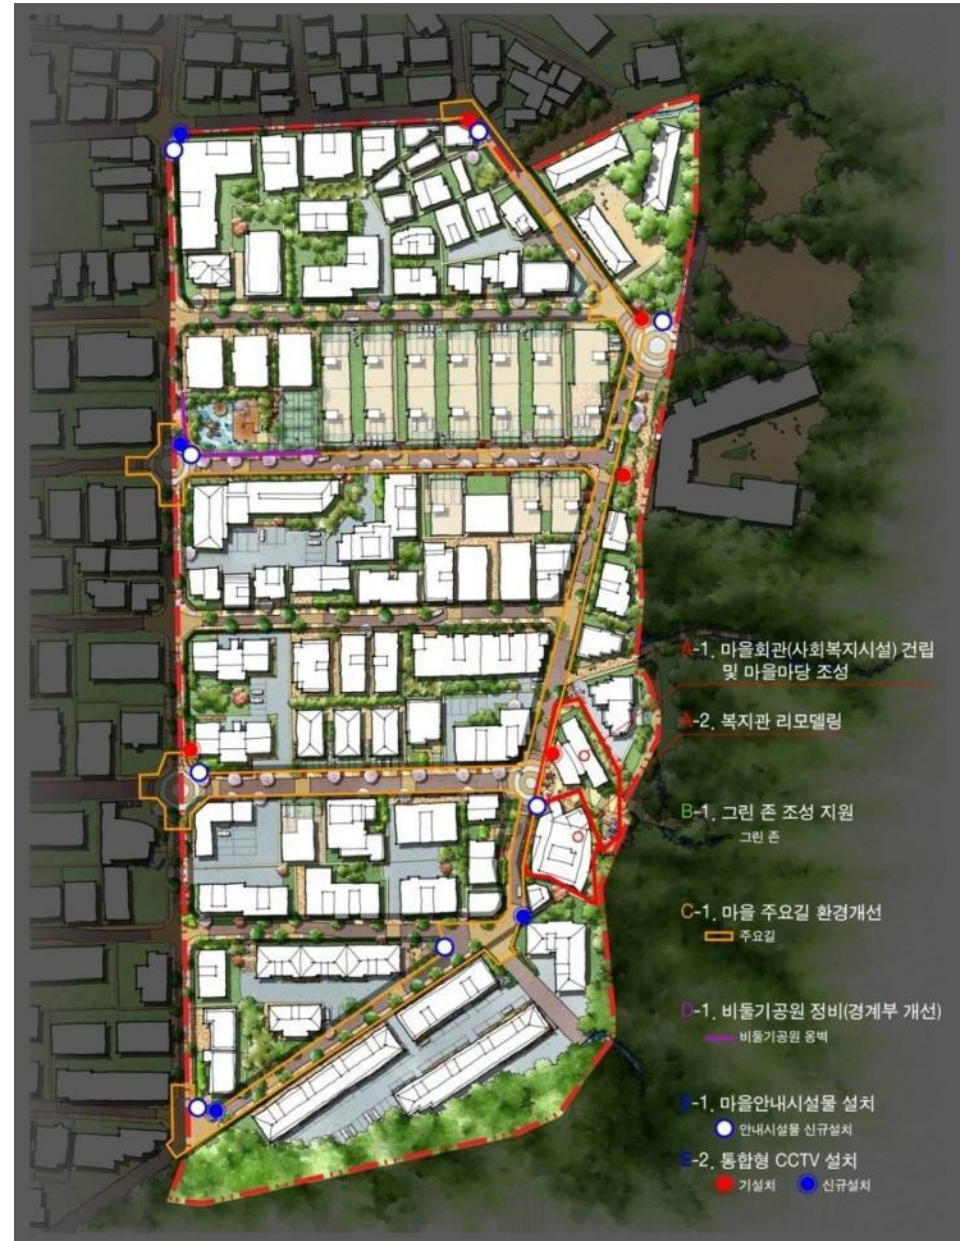 A-1. 마을회관(사회복지시설) 건립
및 마을마당 조성
A-2. 복지관 리모델링
B-1. 그린 존 조성 지원
그린 존
C-1. 마을 주요길 환경개선
주요길
D-1. 비둘기공원 정비(경계부 개선)
비둘기공원 옹벽
E-1. 마을안내시설물 설치
안내시설물 신규설치
E-2. 통합형 CCTV 설치
기설치 신규설치